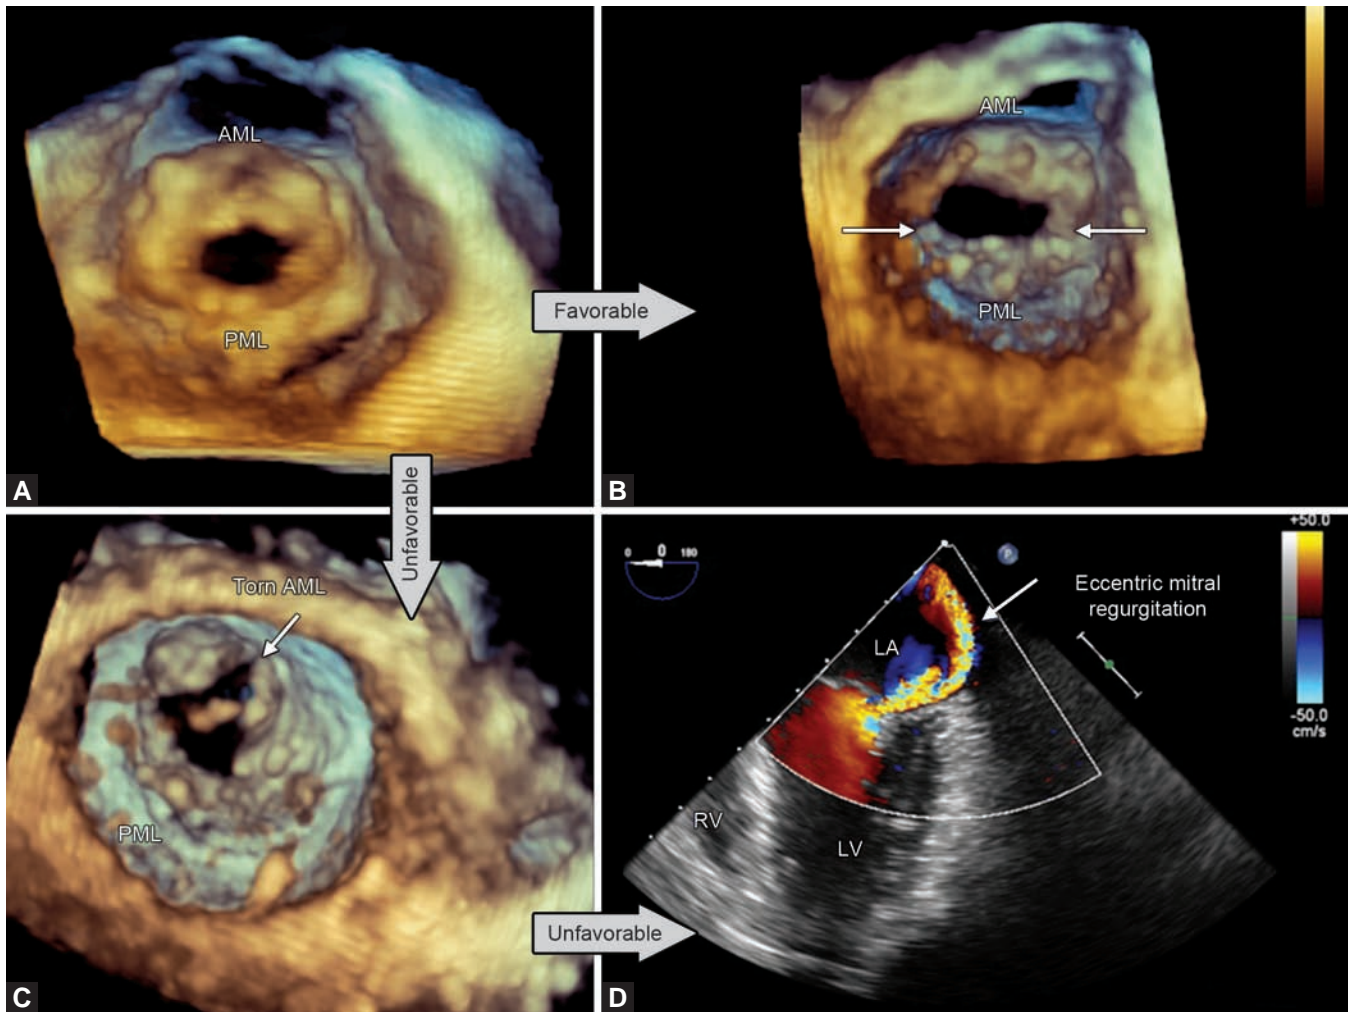 AML
PML
A
Favorable
AML
PML
B
Unfavorable
Torn AML
PML
C
Unfavorable
0 0 180
P
+50.0
-50.0
cm/s
Eccentric mitral
regurgitation
LA
RV
LV
D